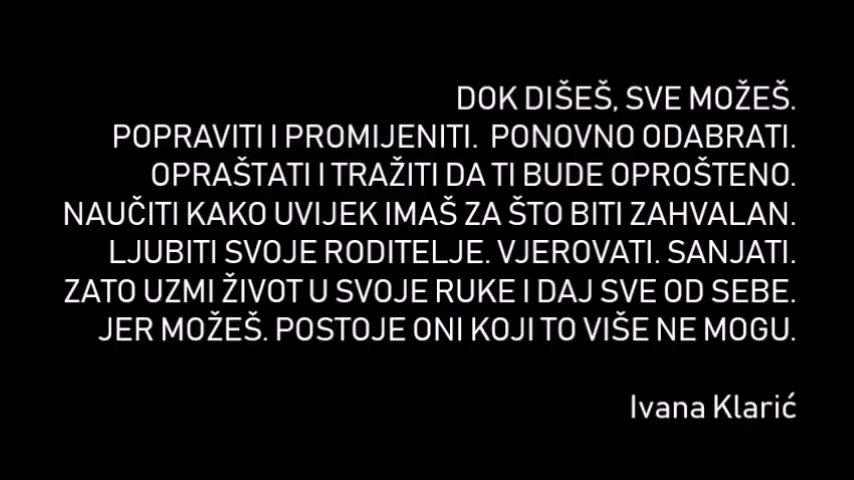 DOK DIŠEŠ, SVE MOŽEŠ.
POPRAVITI I PROMIJENITI.  PONOVNO ODABRATI.
OPRAŠTATI I TRAŽITI DA TI BUDE OPROŠTENO.
NAUČITI KAKO UVIJEK IMAŠ ZA ŠTO BITI ZAHVALAN.
LJUBITI SVOJE RODITELJE. VJEROVATI. SANJATI.
ZATO UZMI ŽIVOT U SVOJE RUKE I DAJ SVE OD SEBE.
JER MOŽEŠ. POSTOJE ONI KOJI TO VIŠE NE MOGU.
Ivana Klarić